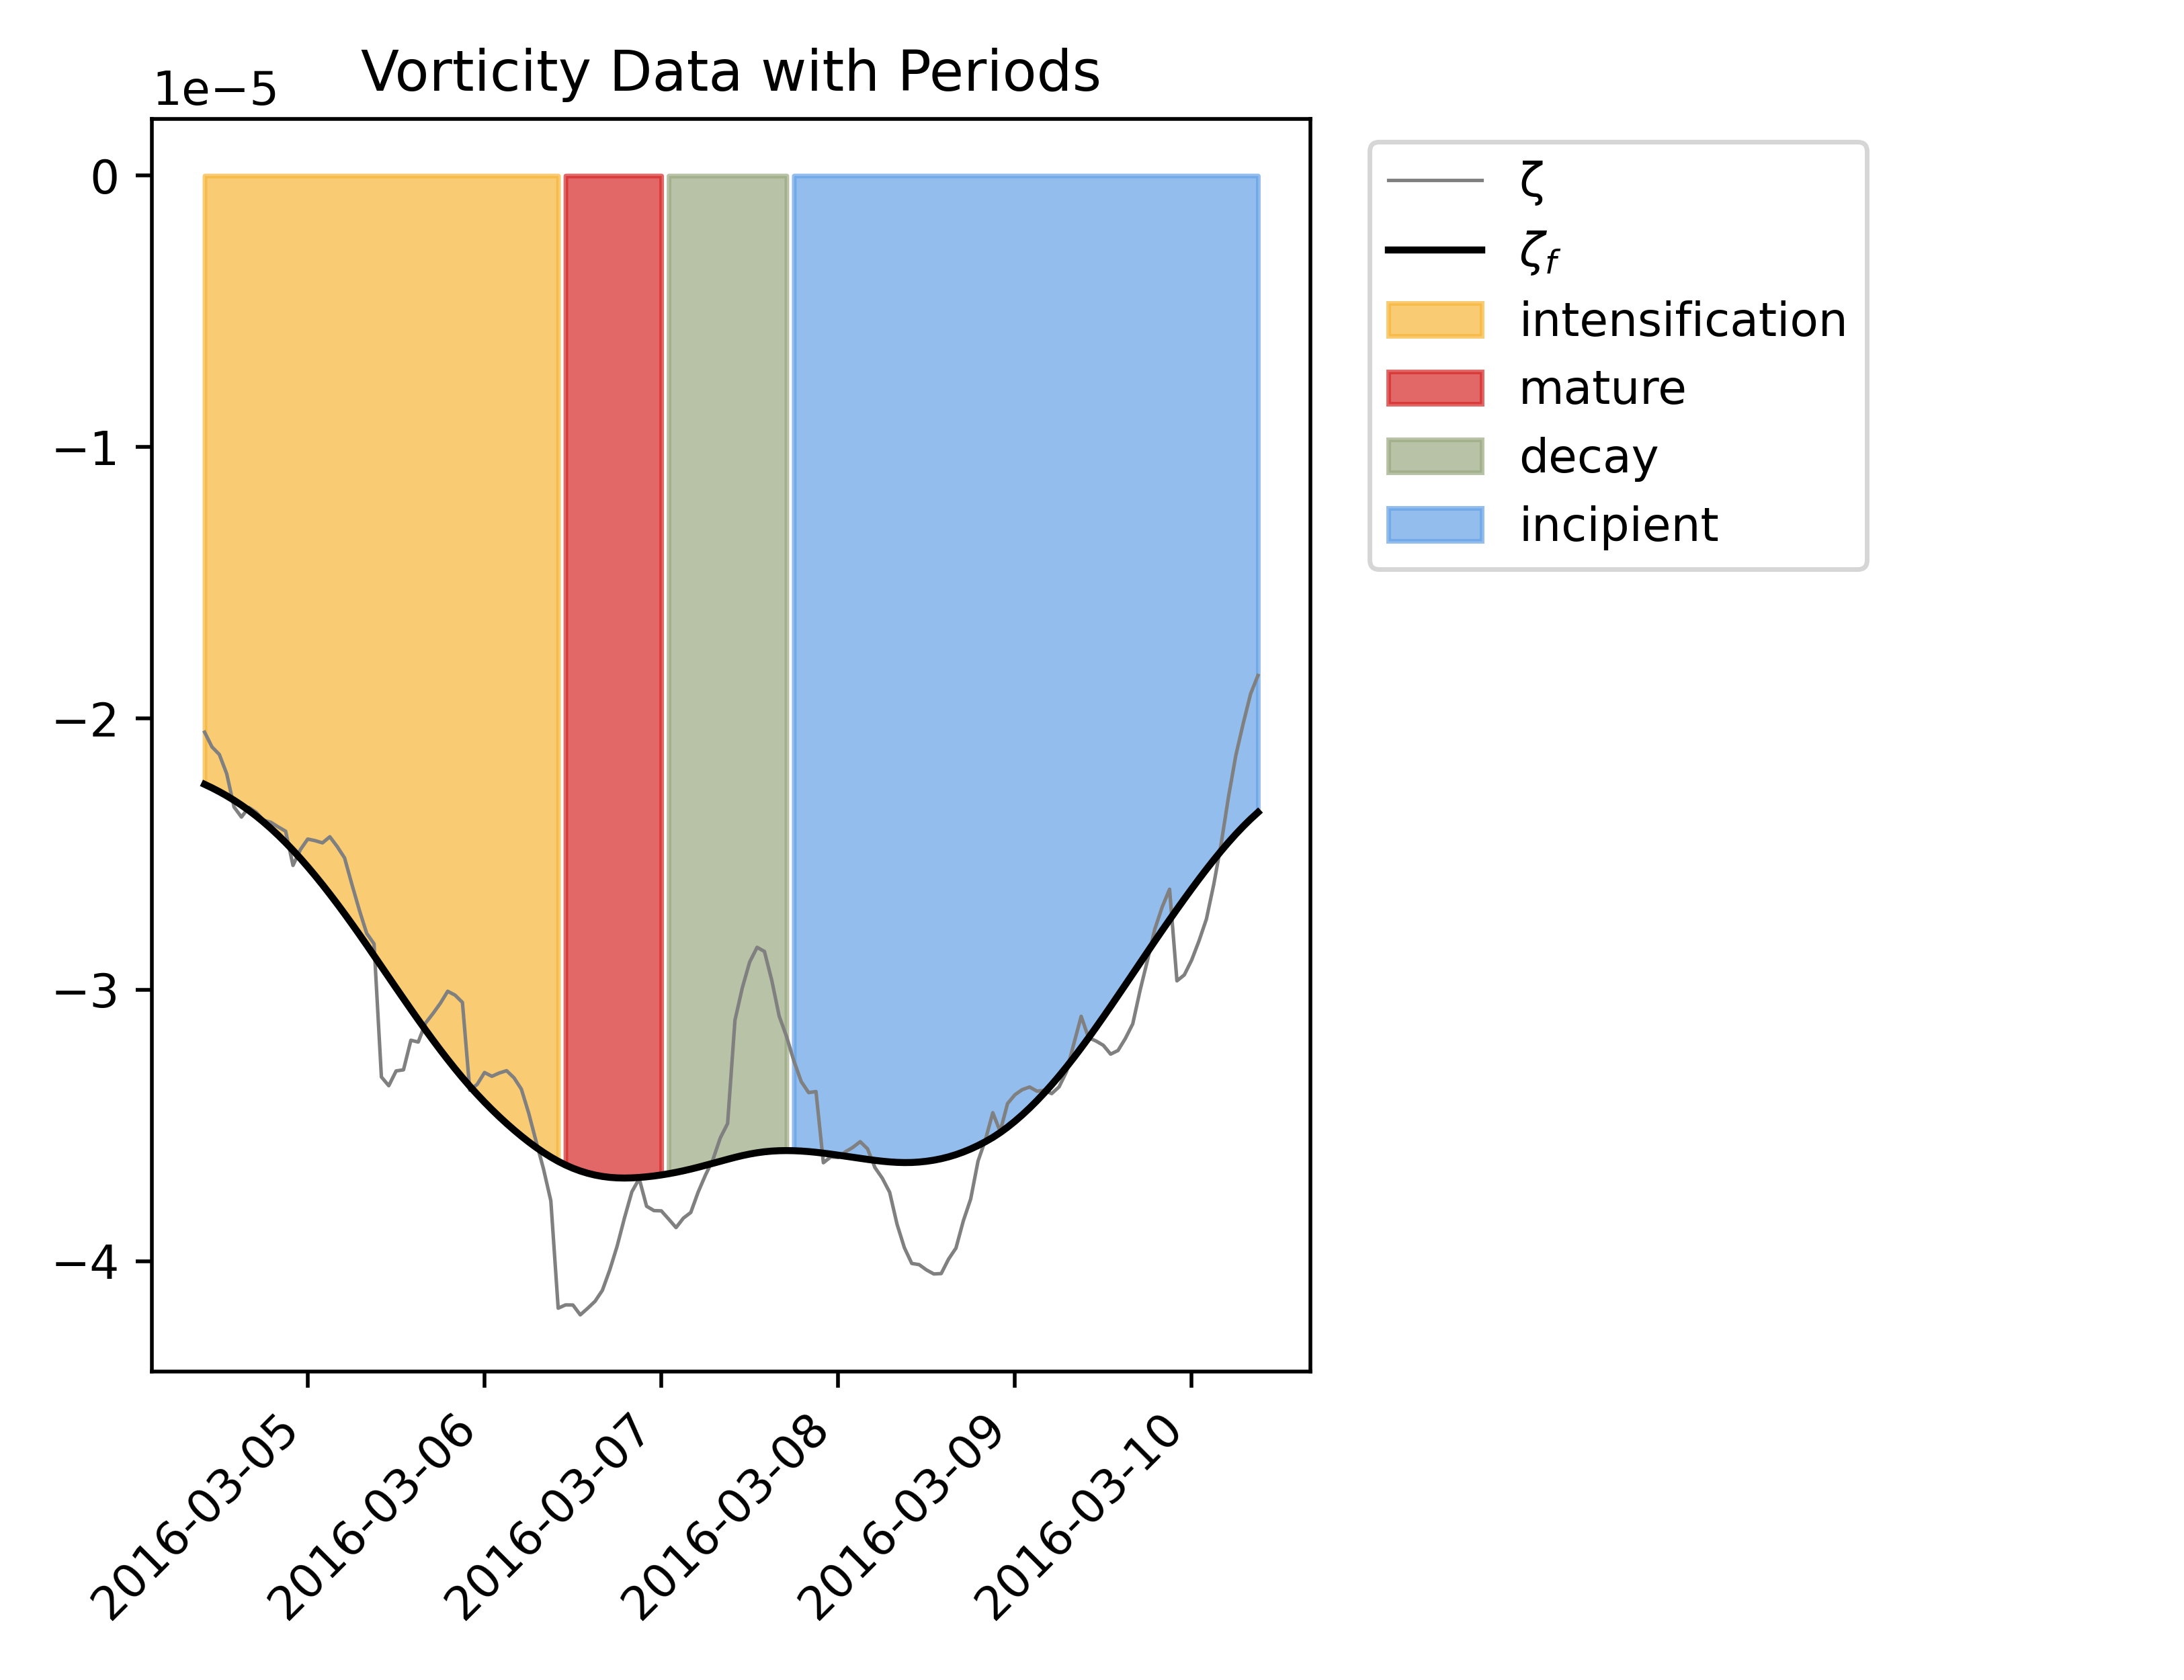 Vorticity Data with Periods
1e−5
0
−1
−2
−3
−4
2016-03-05
2016-03-06
2016-03-07
2016-03-08
2016-03-09
2016-03-10
ζ
ζf
intensification
mature
decay
incipient